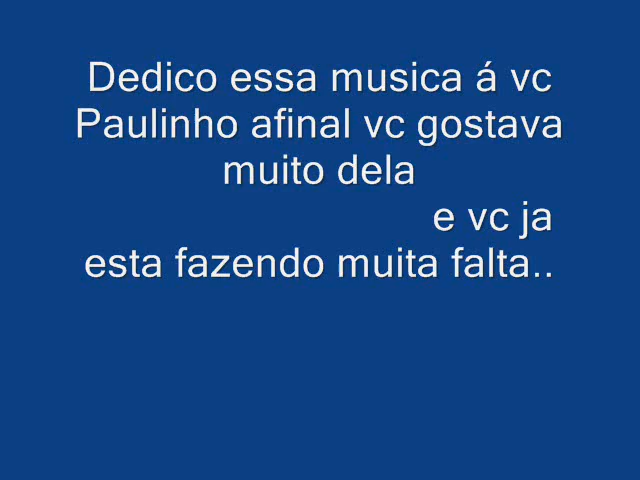 Dedico essa musica á vc
Paulinho afinal vc gostava
muito dela
e vc ja
esta fazendo muita falta..